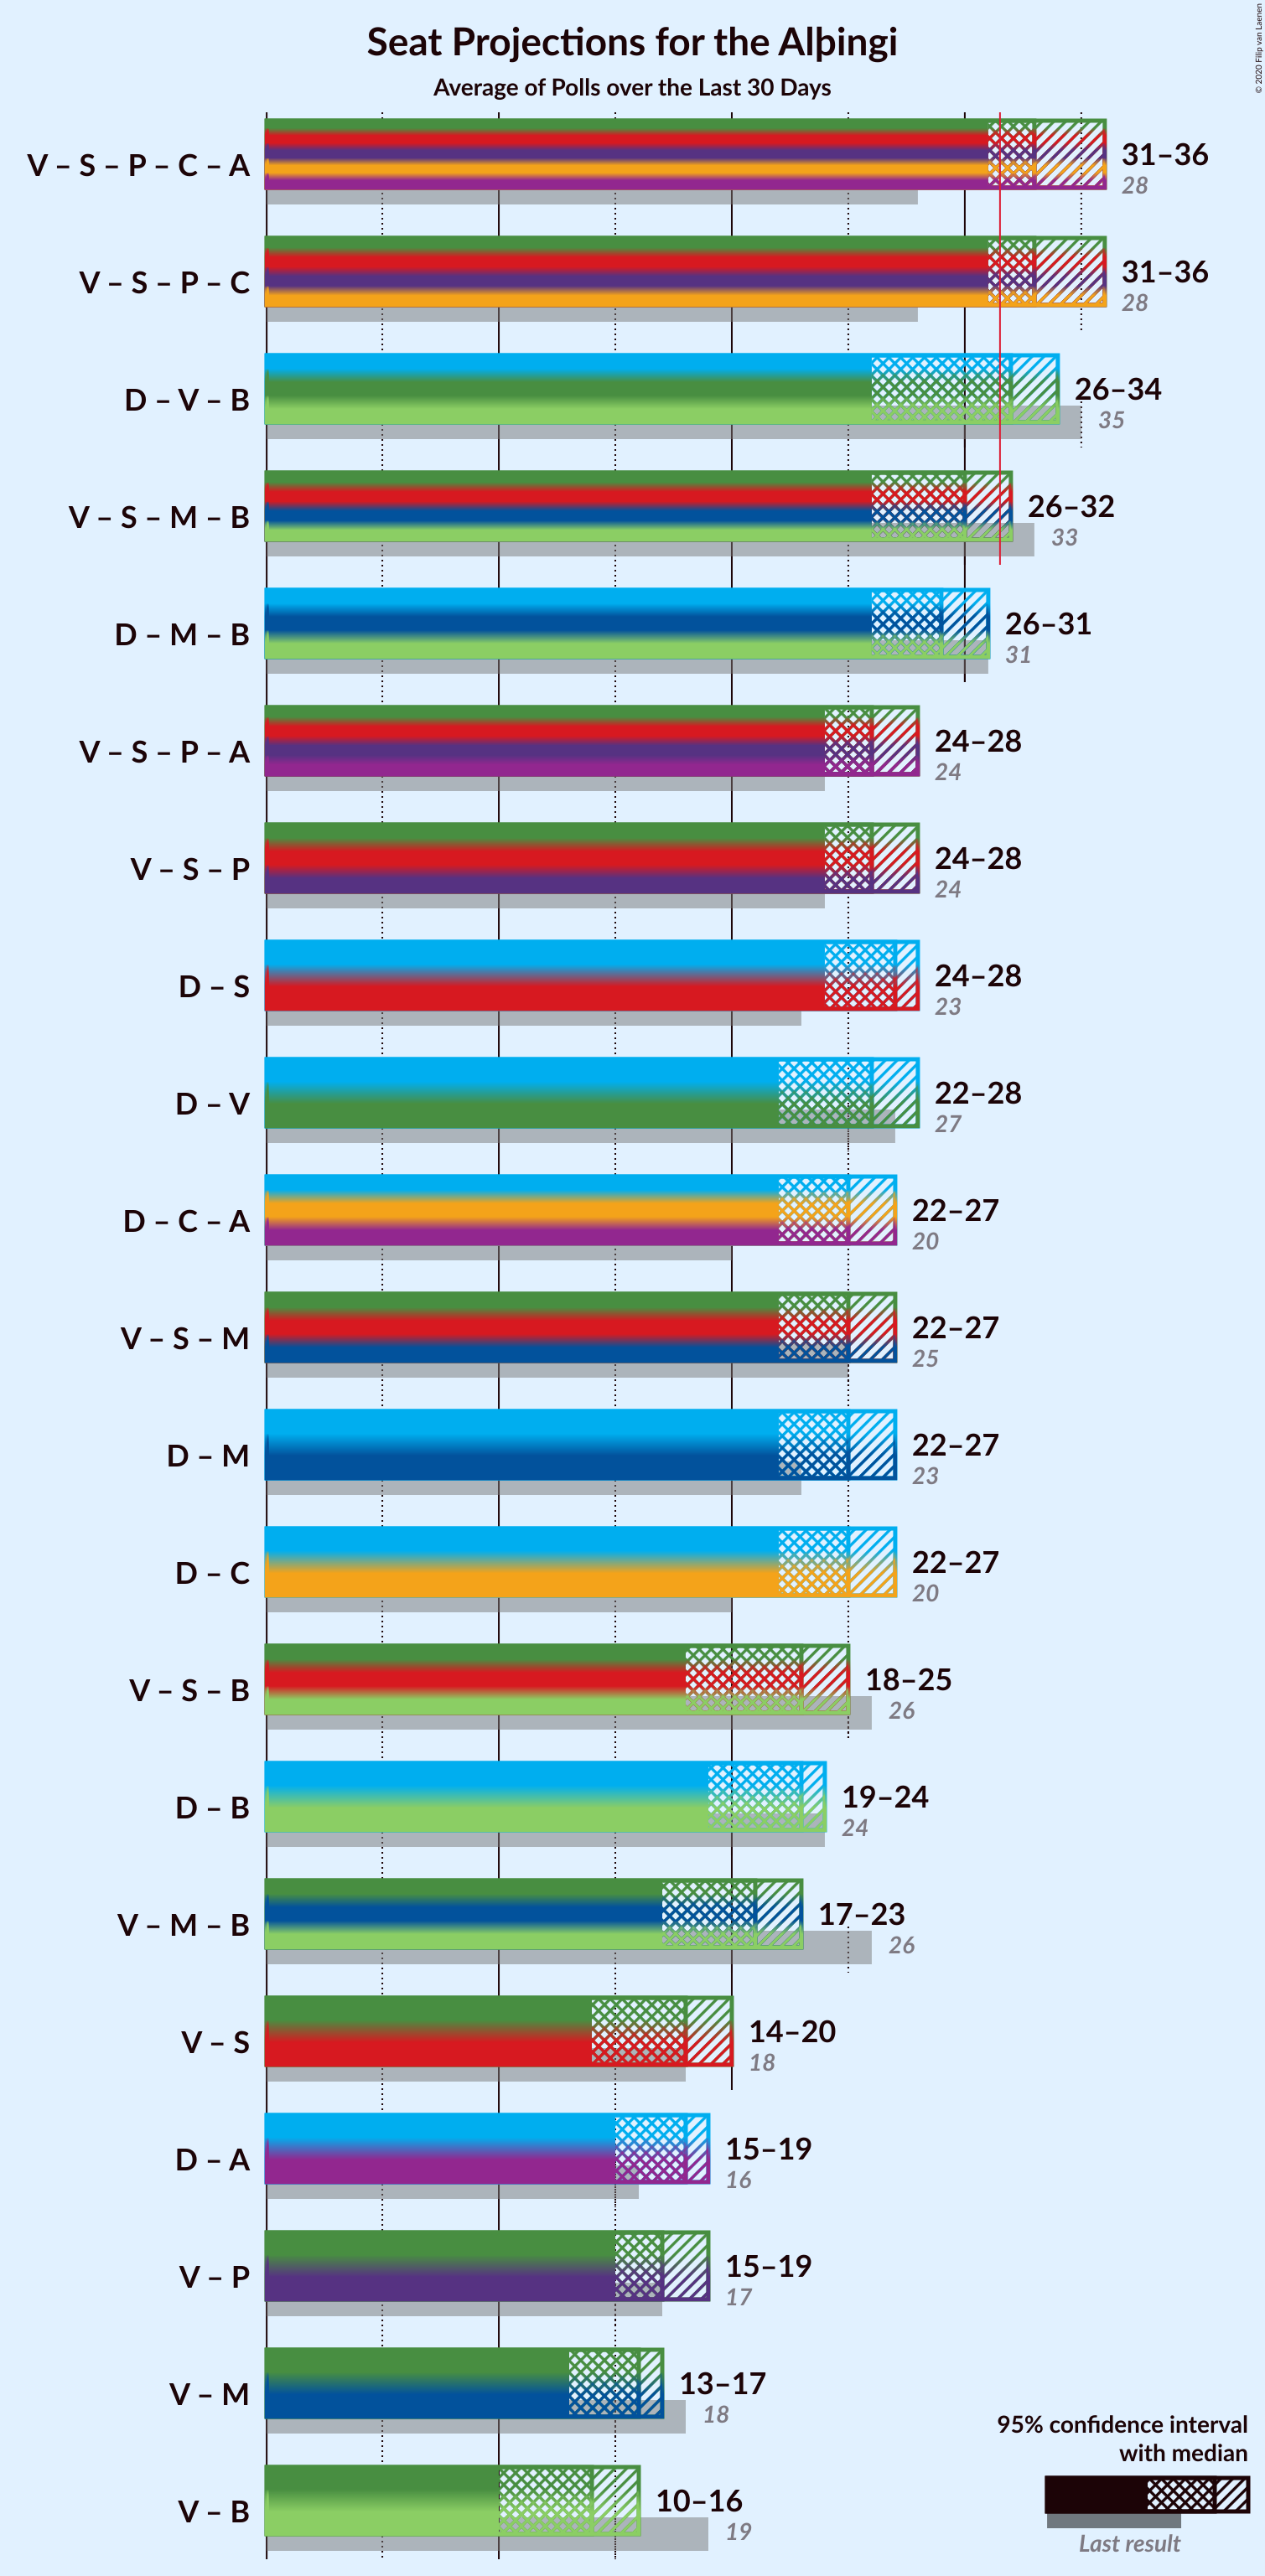 Seat Projections for the Alþingi
Average of Polls over the Last 30 Days
© 2020 Filip van Laenen
V – S – P – C – A
31–36
28
V – S – P – C
31–36
28
D – V – B
26–34
35
V – S – M – B
26–32
33
D – M – B
26–31
31
V – S – P – A
24–28
24
V – S – P
24–28
24
D – S
24–28
23
D – V
22–28
27
D – C – A
22–27
20
V – S – M
22–27
25
D – M
22–27
23
D – C
22–27
20
V – S – B
18–25
26
D – B
19–24
24
V – M – B
17–23
26
V – S
14–20
18
D – A
15–19
16
V – P
15–19
17
V – M
13–17
18
V – B
10–16
19
95% confidence interval
with median
Last result